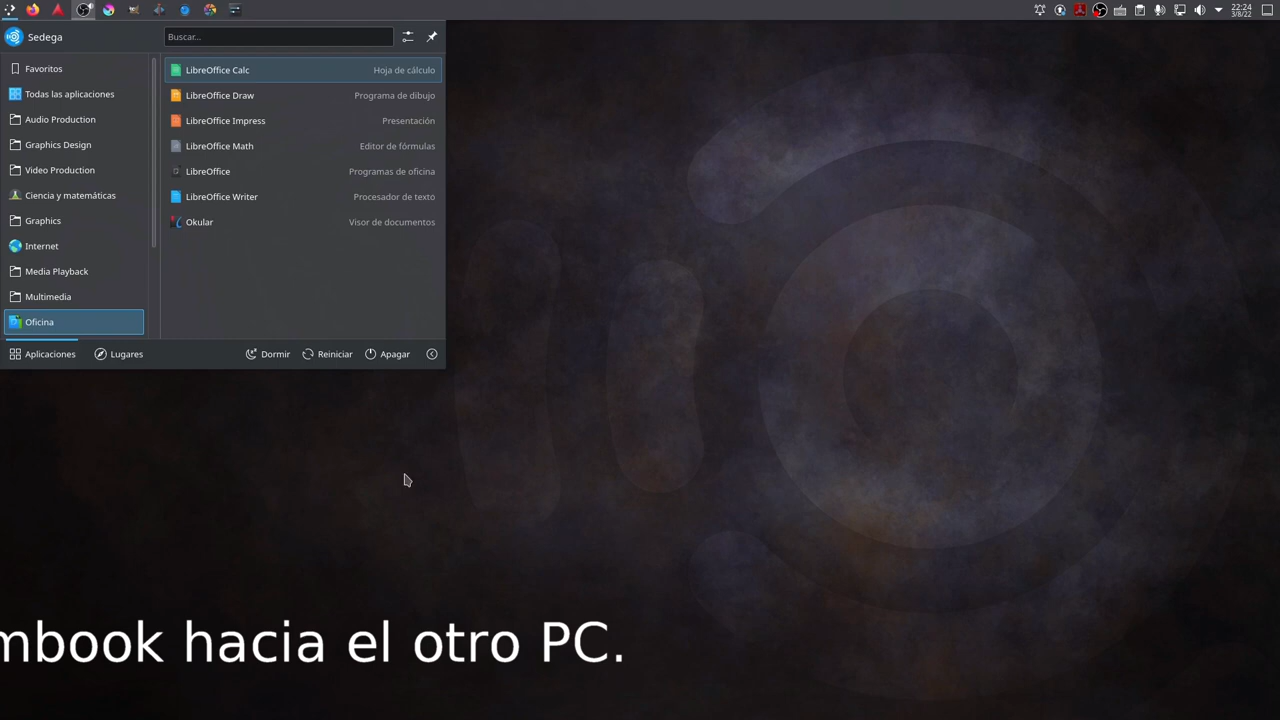 22:24
3/8/22
Sedega
Buscar...
Favoritos
Todas las aplicaciones
Audio Production
Graphics Design
Video Production
Ciencia y matemáticas
Graphics
Internet
Media Playback
Multimedia
Oficina
LibreOffice Calc Hoja de cálculo
LibreOffice Draw Programa de dibujo
LibreOffice Impress Presentación
LibreOffice Math Editor de fórmulas
LibreOffice Programas de oficina
LibreOffice Writer Procesador de texto
Okular Visor de documentos
Aplicaciones Lugares Dormir Reiniciar Apagar
mbook hacia el otro PC.